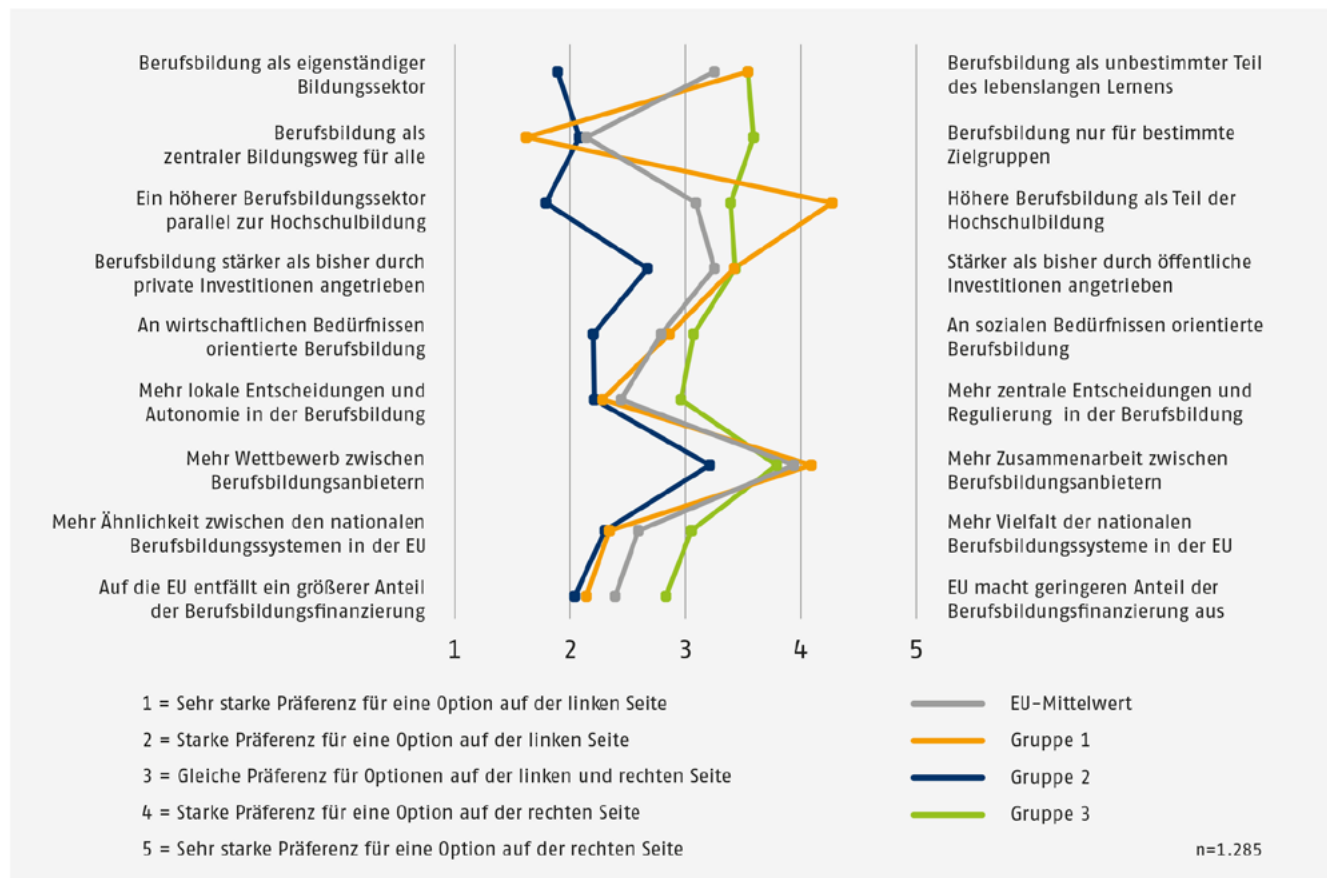 Berufsbildung als eigenständiger
Bildungssektor
Berufsbildung als unbestimmter Teil
des lebenslangen Lernens
Berufsbildung als
zentraler Bildungsweg für alle
Berufsbildung nur für bestimmte
Zielgruppen
Ein höherer Berufsbildungssektor
parallel zur Hochschulbildung
Höhere Berufsbildung als Teil der
Hochschulbildung
Berufsbildung stärker als bisher durch
private Investitionen angetrieben
Stärker als bisher durch öffentliche
Investitionen angetrieben
An wirtschaftlichen Bedürfnissen
orientierte Berufsbildung
An sozialen Bedürfnissen orientierte
Berufsbildung
Mehr lokale Entscheidungen und
Autonomie in der Berufsbildung
Mehr zentrale Entscheidungen und
Regulierung in der Berufsbildung
Mehr Wettbewerb zwischen
Berufsbildungsanbietern
Mehr Zusammenarbeit zwischen
Berufsbildungsanbietern
Mehr Ähnlichkeit zwischen den nationalen
Berufsbildungssystemen in der EU
Mehr Vielfalt der nationalen
Berufsbildungssysteme in der EU
Auf die EU entfällt ein größerer Anteil
der Berufsbildungsfinanzierung
EU macht geringeren Anteil der
Berufsbildungsfinanzierung aus
1 2 3 4 5
1 = Sehr starke Präferenz für eine Option auf der linken Seite
2 = Starke Präferenz für eine Option auf der linken Seite
3 = Gleiche Präferenz für Optionen auf der linken und rechten Seite
4 = Starke Präferenz für eine Option auf der rechten Seite
5 = Sehr starke Präferenz für eine Option auf der rechten Seite
EU-Mittelwert
Gruppe 1
Gruppe 2
Gruppe 3
n=1.285